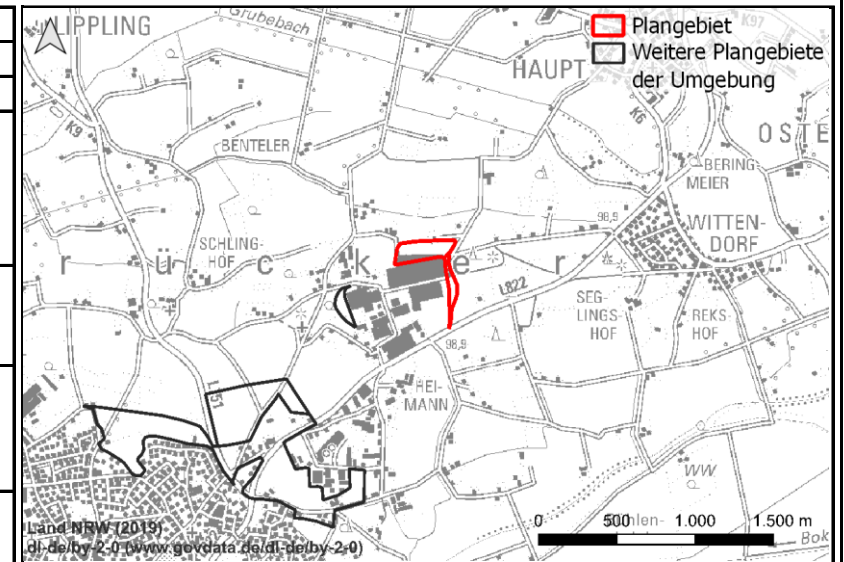 LIPPLING
Grubebach
Plangebiet
Weitere Plangebiete
der Umgebung
K97
HAUPT
K9
K6
OSTE
BENTELER
BERING-
MEIER
98,9
WITTEN-
DORF
SCHLING-
HOF
r ü c k e r
L822
SEG-
LINGS-
HOF
REKS-
HOF
98,9
HEI-
MANN
L751
WW
Land NRW (2019)
dl-de/by-2-0 (www.govdata.de/dl-de/by-2-0)
0 500 1.000 1.500 m
Bok